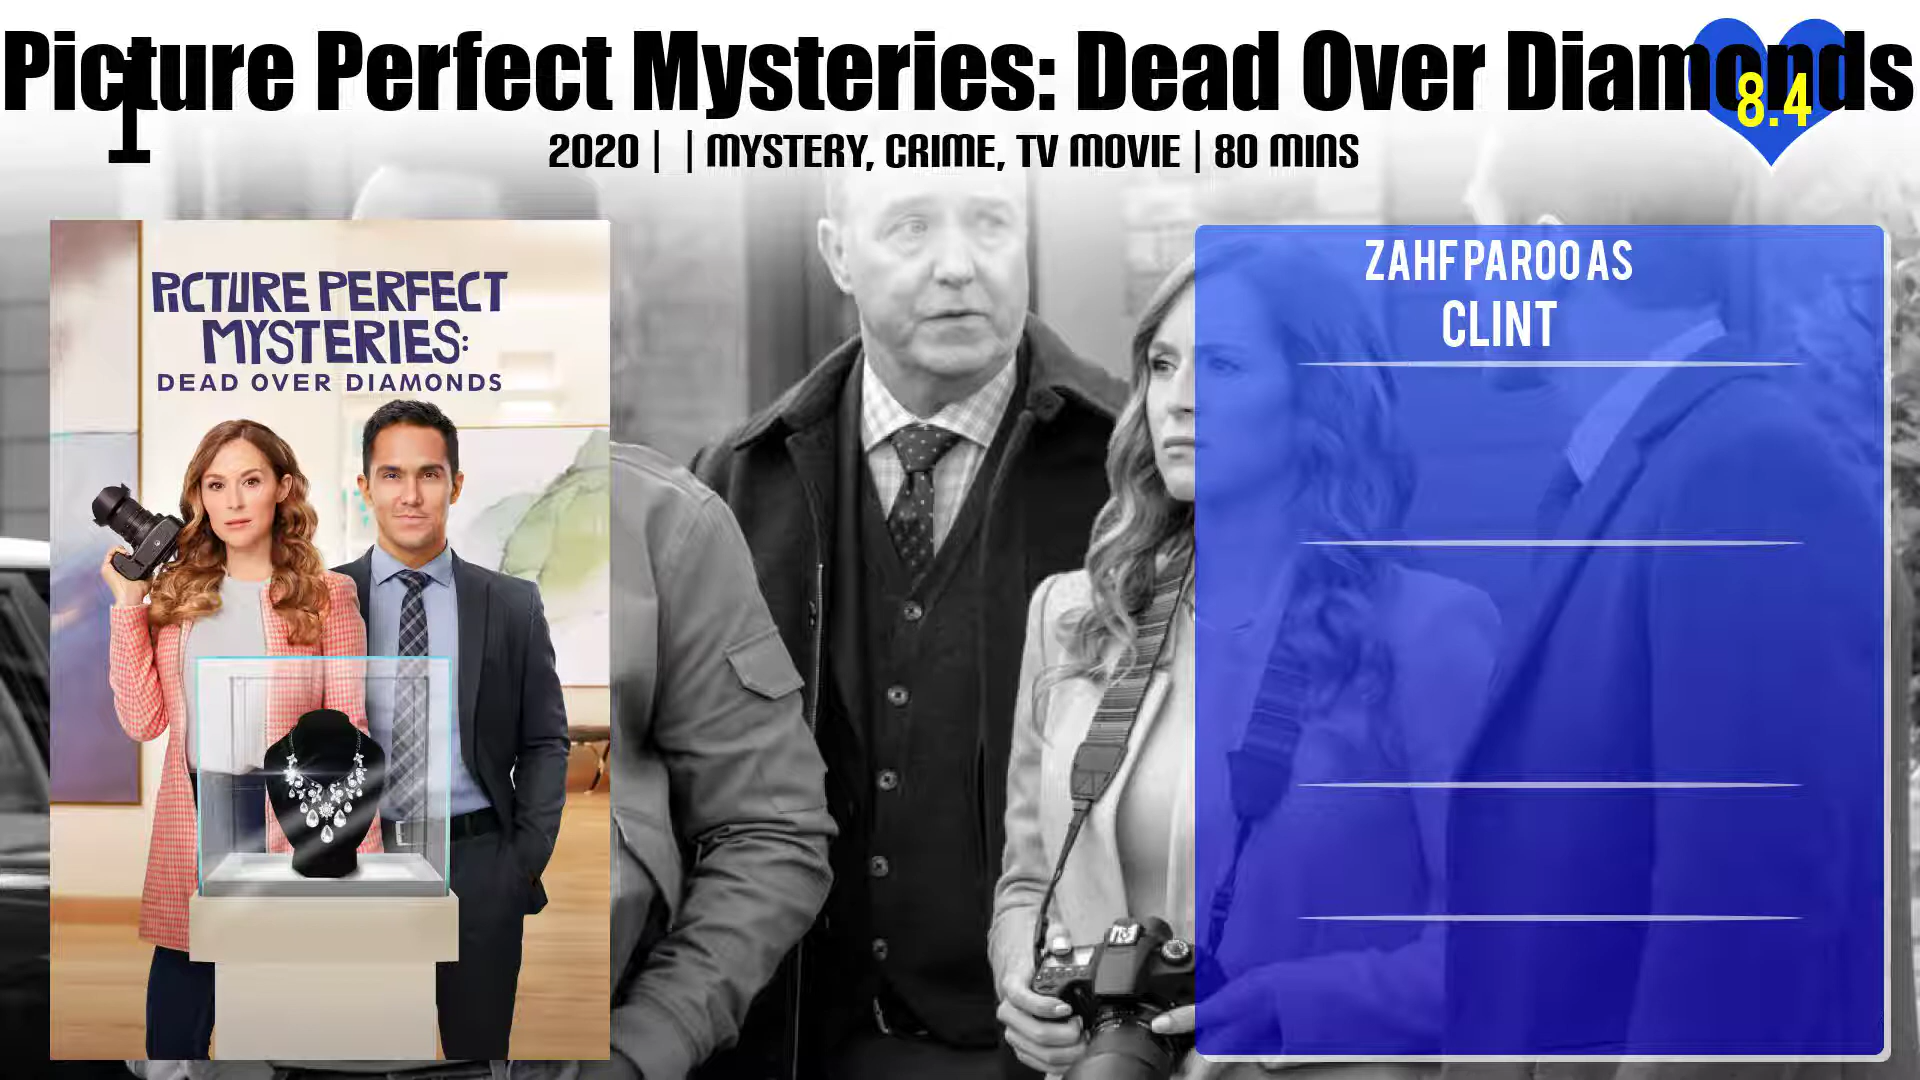 Picture Perfect Mysteries: Dead Over Diamonds
1
8.4
2020 | | MYSTERY, CRIME, TV MOVIE | 80 MINS
PICTURE PERFECT
MYSTERIES:
DEAD OVER DIAMONDS
ZAHF PAROO AS
CLINT